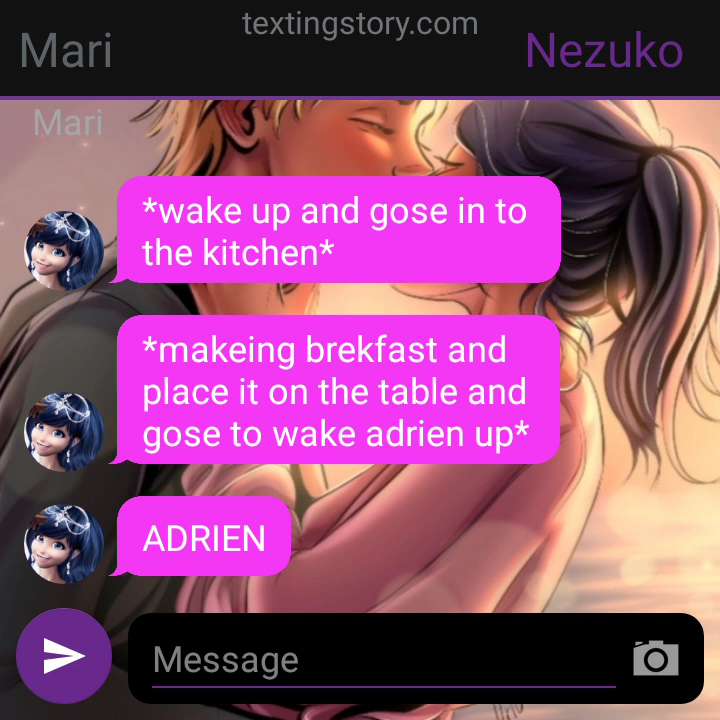 textingstory.com
Mari
Nezuko
Mari
*wake up and gose in to
the kitchen*
*makeing brekfast and
place it on the table and
gose to wake adrien up*
ADRIEN
Message